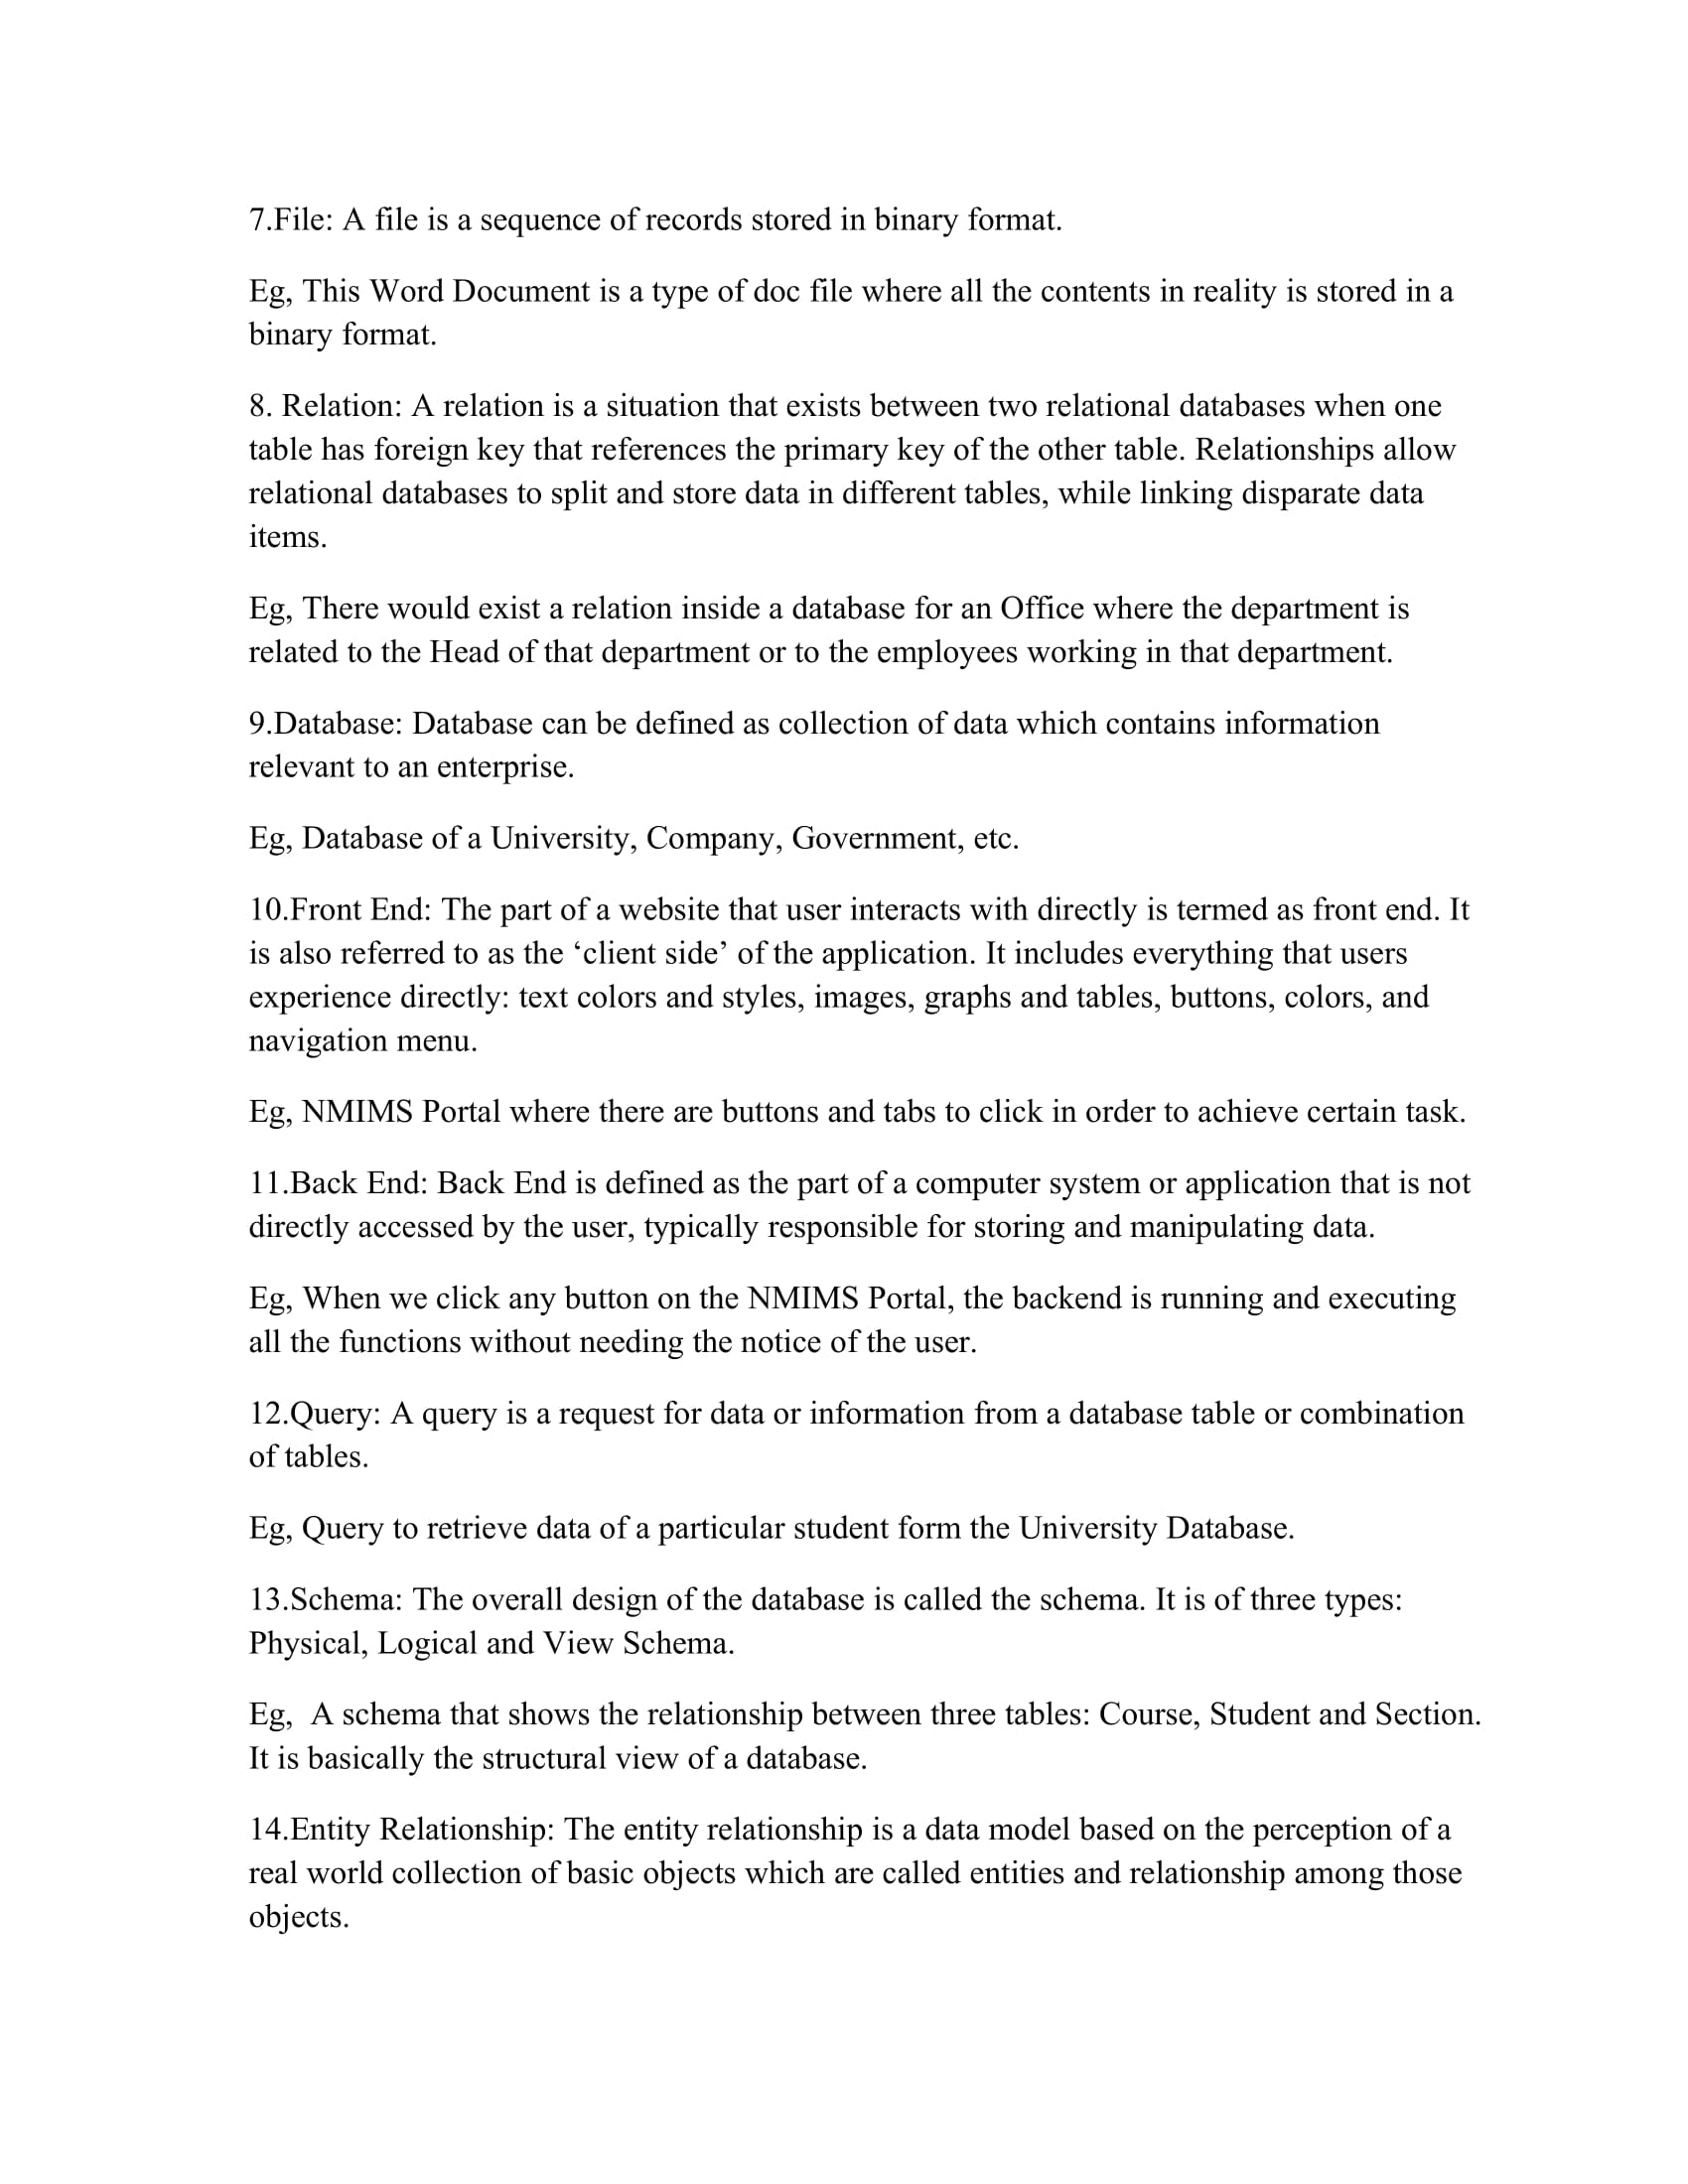 7.File: A file is a sequence of records stored in binary format.
Eg, This Word Document is a type of doc file where all the contents in reality is stored in a
binary format.
8. Relation: A relation is a situation that exists between two relational databases when one
table has foreign key that references the primary key of the other table. Relationships allow
relational databases to split and store data in different tables, while linking disparate data
items.
Eg, There would exist a relation inside a database for an Office where the department is
related to the Head of that department or to the employees working in that department.
9.Database: Database can be defined as collection of data which contains information
relevant to an enterprise.
Eg, Database of a University, Company, Government, etc.
10.Front End: The part of a website that user interacts with directly is termed as front end. It
is also referred to as the ‘client side’ of the application. It includes everything that users
experience directly: text colors and styles, images, graphs and tables, buttons, colors, and
navigation menu.
Eg, NMIMS Portal where there are buttons and tabs to click in order to achieve certain task.
11.Back End: Back End is defined as the part of a computer system or application that is not
directly accessed by the user, typically responsible for storing and manipulating data.
Eg, When we click any button on the NMIMS Portal, the backend is running and executing
all the functions without needing the notice of the user.
12.Query: A query is a request for data or information from a database table or combination
of tables.
Eg, Query to retrieve data of a particular student form the University Database.
13.Schema: The overall design of the database is called the schema. It is of three types:
Physical, Logical and View Schema.
Eg,  A schema that shows the relationship between three tables: Course, Student and Section.
It is basically the structural view of a database.
14.Entity Relationship: The entity relationship is a data model based on the perception of a
real world collection of basic objects which are called entities and relationship among those
objects.